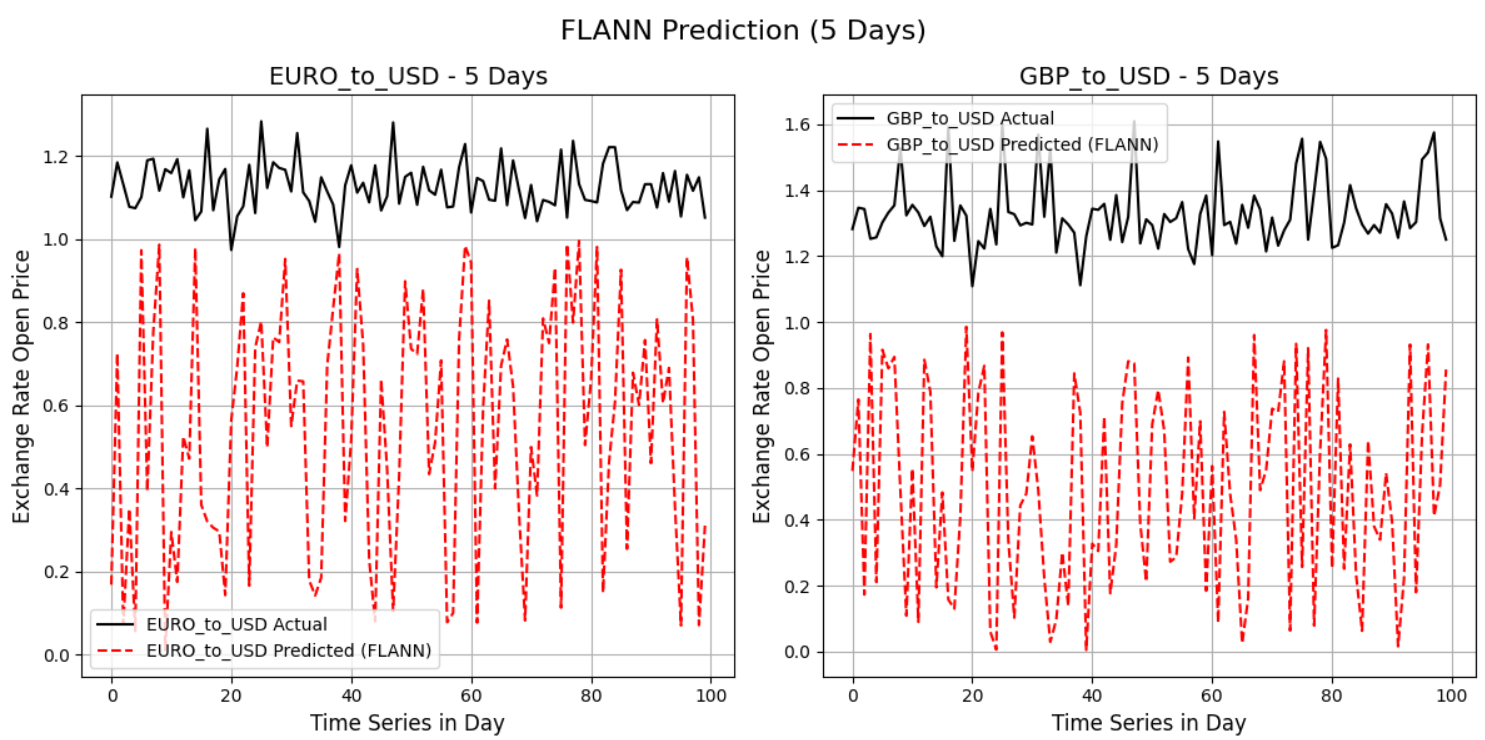 FLANN Prediction (5 Days)
EURO_to_USD - 5 Days
Exchange Rate Open Price
1.2
1.0
0.8
0.6
0.4
0.2
0.0
EURO_to_USD Actual
EURO_to_USD Predicted (FLANN)
0 20 40 60 80 100
Time Series in Day
GBP_to_USD - 5 Days
Exchange Rate Open Price
GBP_to_USD Actual
GBP_to_USD Predicted (FLANN)
1.6
1.4
1.2
1.0
0.8
0.6
0.4
0.2
0.0
0 20 40 60 80 100
Time Series in Day